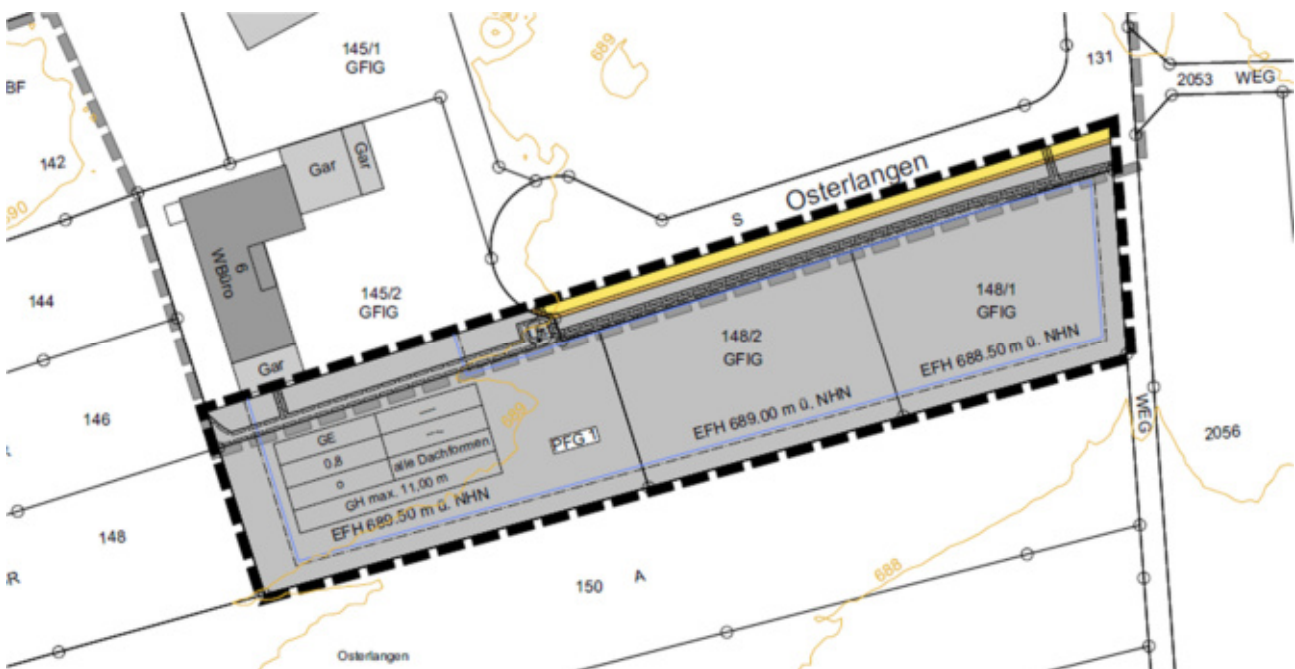 145/1
GFIG
689
131
2053 WEG
BF
142
690
Gar
Gar
Osterlangen
S
6
WBüro
144
145/2
GFIG
148/1
GFIG
148/2
GFIG
Gar
EFH 688.50 m ü. NHN
146
689
EFH 689.00 m ü. NHN
WEG
2056
GE
0,8
o
alle Dachformen
GH max. 11,00 m
PFG 1
EFH 689.50 m ü. NHN
148
150 A
688
Osterlangen